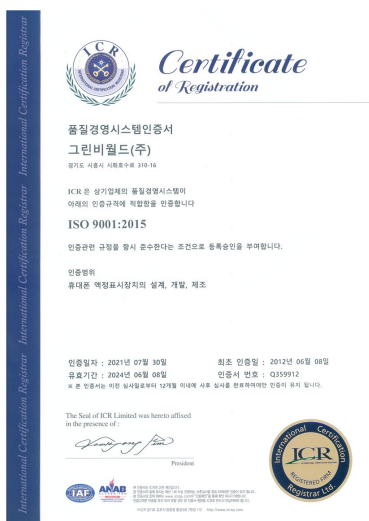 ICR
INTERNATIONAL CERTIFICATION REGISTRAR
Certificate
of Registration
품질경영시스템인증서
그린비월드(주)
경기도 시흥시 시화호수로 310-16
ICR 은 상기업체의 품질경영시스템이
아래의 인증규격에 적합함을 인증합니다
ISO 9001:2015
인증관련 규정을 항시 준수한다는 조건으로 등록승인을 부여합니다.
인증범위
휴대폰 액정표시장치의 설계, 개발, 제조
인증일자 : 2021년 07월 30일
최초 인증일 : 2012년 06월 08일
유효기간 : 2024년 06월 08일
인증서 번호 : Q359912
※ 본 인증서는 이전 심사일로부터 12개월 이내에 사후 심사를 완료하여야만 인증이 유지 됩니다.
The Seal of ICR Limited was hereto affixed
in the presence of :
President
IAF
ANAB
International Certification
ICR
REGISTERED FIRM
Registrar Ltd.
International Certification Registrar
International Certification Registrar
International Certification Registrar